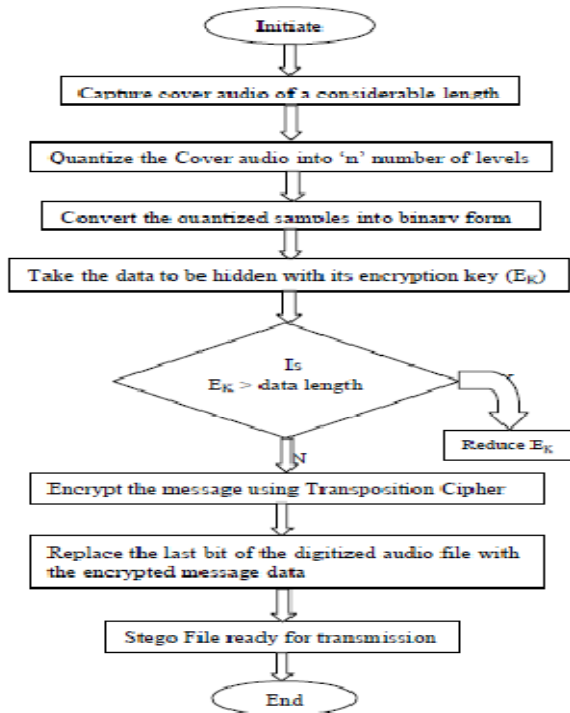 Initiate
Capture cover audio of a considerable length
Quantize the Cover audio into ‘n’ number of levels
Convert the quantized samples into binary form
Take the data to be hidden with its encryption key (E_K)
Is
E_K > data length
Reduce E_K
N
Encrypt the message using Transposition Cipher
Replace the last bit of the digitized audio file with
the encrypted message data
Stego File ready for transmission
End